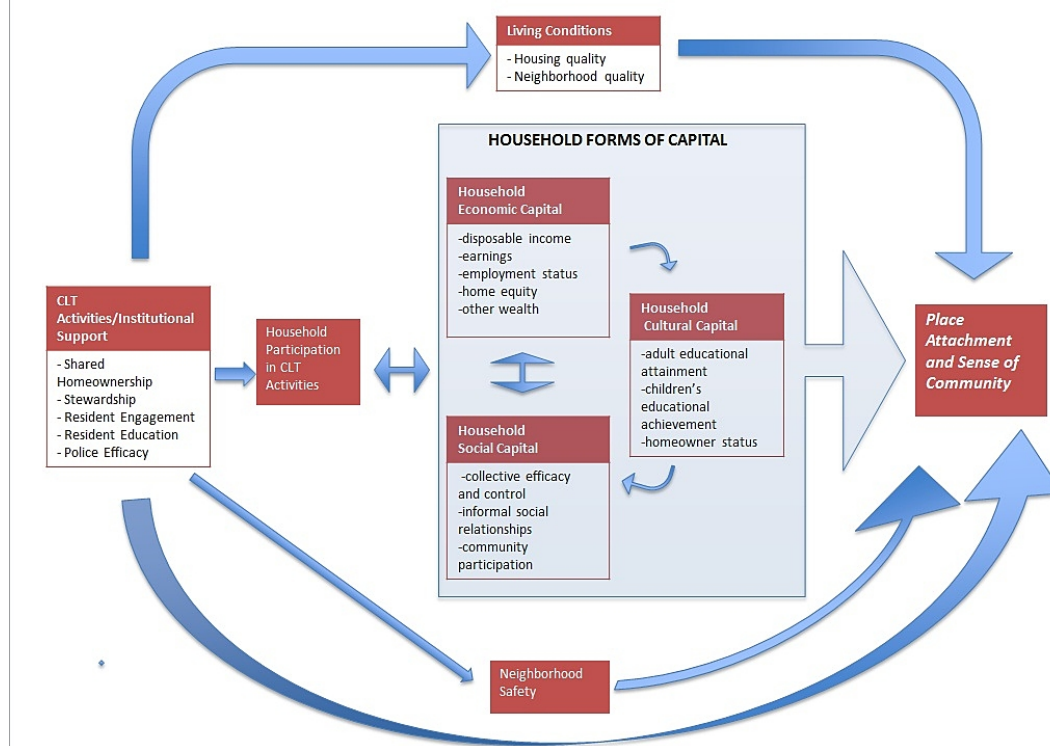 Living Conditions
- Housing quality
- Neighborhood quality
HOUSEHOLD FORMS OF CAPITAL
Household
Economic Capital
-disposable income
-earnings
-employment status
-home equity
-other wealth
CLT
Activities/Institutional
Support
- Shared
Homeownership
- Stewardship
- Resident Engagement
- Resident Education
- Police Efficacy
Household
Participation
in CLT
Activities
Household
Cultural Capital
-adult educational
attainment
-children's
educational
achievement
-homeowner status
Household
Social Capital
-collective efficacy
and control
-informal social
relationships
-community
participation
Place
Attachment
and Sense of
Community
Neighborhood
Safety